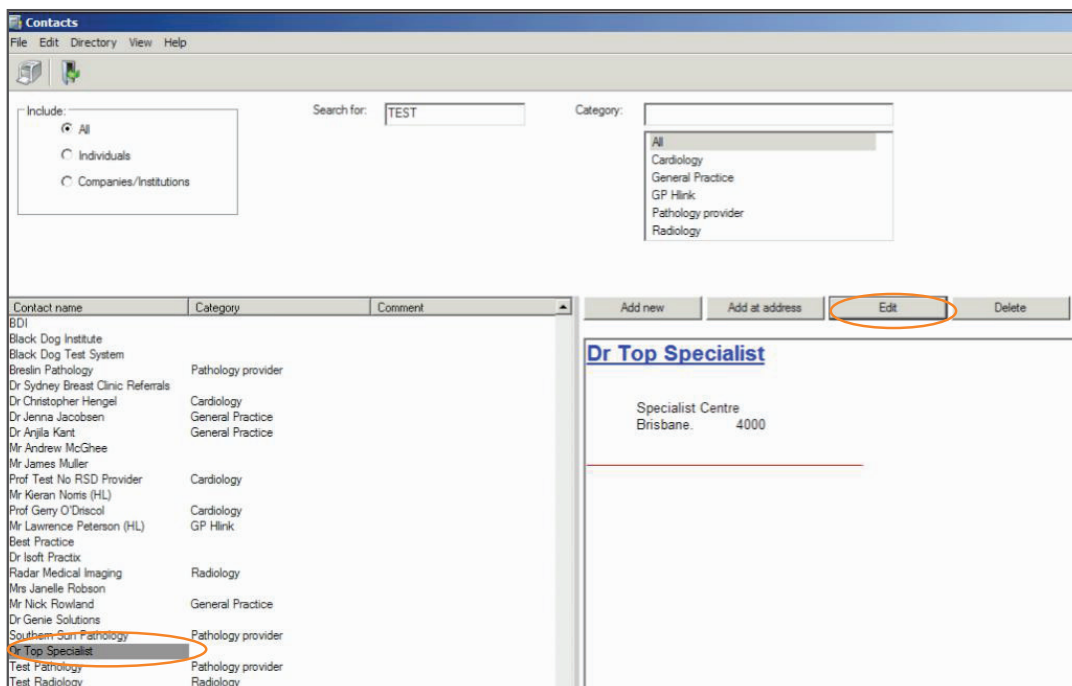 Contacts
File Edit Directory View Help
Include:
All
Individuals
Companies/Institutions
Search for: TEST
Category:
All
Cardiology
General Practice
GP Hlink
Pathology provider
Radiology
Contact name Category Comment
BDI
Black Dog Institute
Black Dog Test System
Breslin Pathology Pathology provider
Dr Sydney Breast Clinic Referrals
Dr Christopher Hengel Cardiology
Dr Jenna Jacobsen General Practice
Dr Anjila Kant General Practice
Mr Andrew McGhee
Mr James Muller
Prof Test No RSD Provider Cardiology
Mr Kieran Norris (HL)
Prof Gerry O'Driscol Cardiology
Mr Lawrence Peterson (HL) GP Hlink
Best Practice
Dr Isoft Practix
Radar Medical Imaging Radiology
Mrs Janelle Robson
Mr Nick Rowland General Practice
Dr Genie Solutions
Southern Sun Pathology Pathology provider
Dr Top Specialist
Test Pathology Pathology provider
Test Radiology Radiology
Add new Add at address Edit Delete
Dr Top Specialist
Specialist Centre
Brisbane. 4000